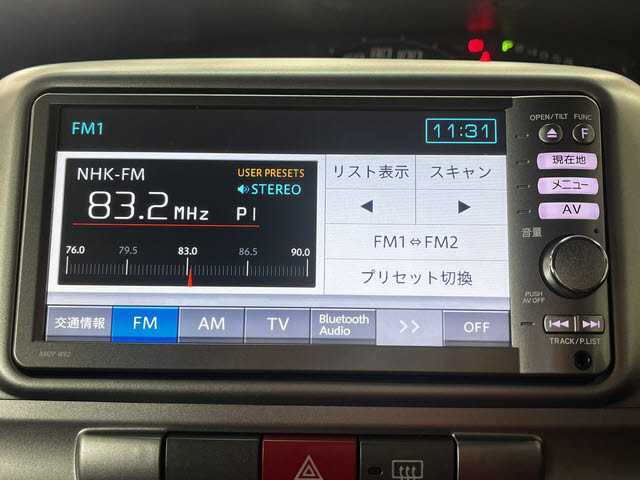 OPEN/TILT FUNC
F
FM1
11:31
NHK-FM
USER PRESETS
STEREO
83.2 MHz P1
76.0 79.5 83.0 86.5 90.0
リスト表示 スキャン
FM1⇔FM2
プリセット切換
現在地
メニュー
AV
音量
PUSH
AV OFF
交通情報 FM AM TV Bluetooth Audio >> OFF
TRACK/P.LIST
NMZP-W62